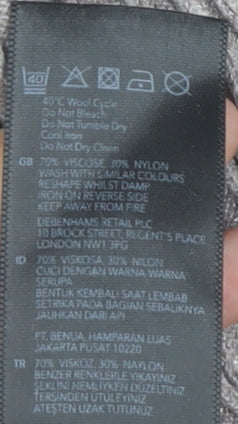 40
40°C Wool Cycle
Do Not Bleach
Do Not Tumble Dry
Cool Iron
Do Not Dry Clean
GB 70% VISCOSE, 30% NYLON
WASH WITH SIMILAR COLOURS
RESHAPE WHILST DAMP
IRON ON REVERSE SIDE
KEEP AWAY FROM FIRE
DEBENHAMS RETAIL PLC
10 BROCK STREET, REGENT'S PLACE
LONDON NW1 3FG
ID 70% VISKOSA, 30% NILON
CUCI DENGAN WARNA WARNA
SERUPA
BENTUK KEMBALI SAAT LEMBAB
SETRIKA PADA BAGIAN SEBALIKNYA
JAUHKAN DARI API
PT. BENUA, HAMPARAN LUAS
JAKARTA PUSAT 10220
TR 70% VISKOZ, 30% NAYLON
BENZER RENKLERLE YIKAYINIZ
ŞEKLİNİ NEMLİYKEN DÜZELTİNİZ
TERSİNDEN ÜTÜLEYİNİZ
ATEŞTEN UZAK TUTUNUZ